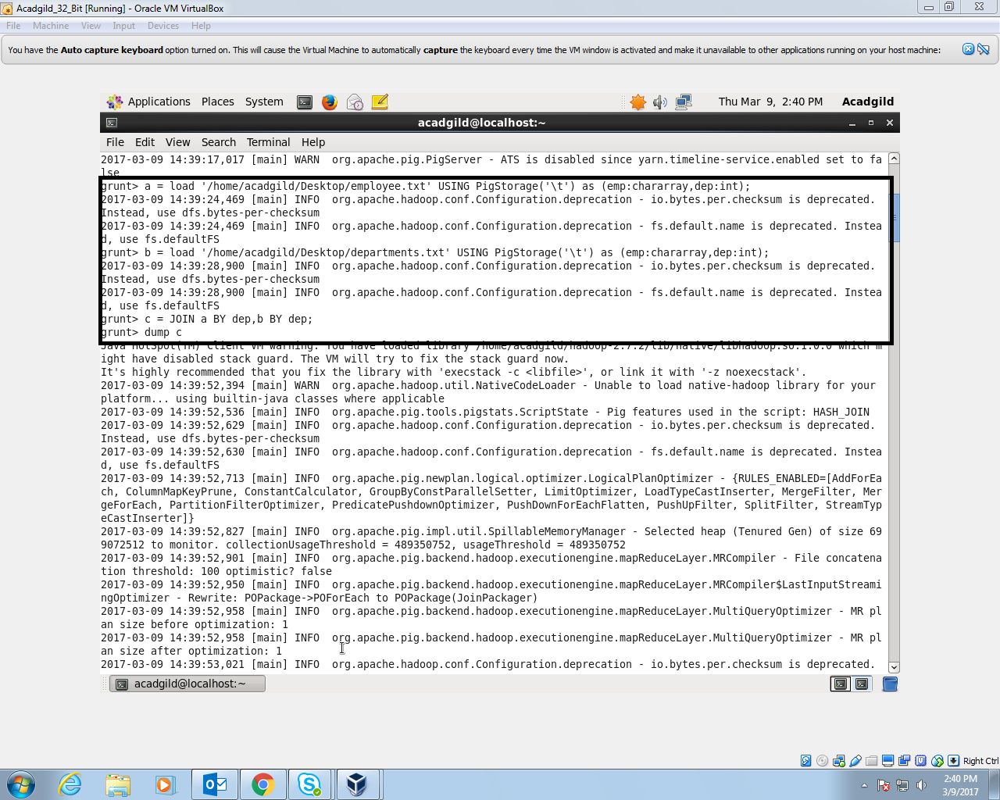 Acadgild_32_Bit [Running] - Oracle VM VirtualBox
File Machine View Input Devices Help
You have the Auto capture keyboard option turned on. This will cause the Virtual Machine to automatically capture the keyboard every time the VM window is activated and make it unavailable to other applications running on your host machine:
Applications Places System Thu Mar 9, 2:40 PM Acadgild
acadgild@localhost:~
File Edit View Search Terminal Help
2017-03-09 14:39:17,017 [main] WARN  org.apache.pig.PigServer - ATS is disabled since yarn.timeline-service.enabled set to fa
lse
grunt> a = load '/home/acadgild/Desktop/employee.txt' USING PigStorage('\t') as (emp:chararray,dep:int);
2017-03-09 14:39:24,469 [main] INFO  org.apache.hadoop.conf.Configuration.deprecation - io.bytes.per.checksum is deprecated.
Instead, use dfs.bytes-per-checksum
2017-03-09 14:39:24,469 [main] INFO  org.apache.hadoop.conf.Configuration.deprecation - fs.default.name is deprecated. Instea
d, use fs.defaultFS
grunt> b = load '/home/acadgild/Desktop/departments.txt' USING PigStorage('\t') as (emp:chararray,dep:int);
2017-03-09 14:39:28,900 [main] INFO  org.apache.hadoop.conf.Configuration.deprecation - io.bytes.per.checksum is deprecated.
Instead, use dfs.bytes-per-checksum
2017-03-09 14:39:28,900 [main] INFO  org.apache.hadoop.conf.Configuration.deprecation - fs.default.name is deprecated. Instea
d, use fs.defaultFS
grunt> c = JOIN a BY dep,b BY dep;
grunt> dump c
Java HotSpot(TM) Client VM warning: You have loaded library /home/acadgild/hadoop-2.7.2/lib/native/libhadoop.so.1.0.0 which m
ight have disabled stack guard. The VM will try to fix the stack guard now.
It's highly recommended that you fix the library with 'execstack -c <libfile>', or link it with '-z noexecstack'.
2017-03-09 14:39:52,394 [main] WARN  org.apache.hadoop.util.NativeCodeLoader - Unable to load native-hadoop library for your
platform... using builtin-java classes where applicable
2017-03-09 14:39:52,536 [main] INFO  org.apache.pig.tools.pigstats.ScriptState - Pig features used in the script: HASH_JOIN
2017-03-09 14:39:52,629 [main] INFO  org.apache.hadoop.conf.Configuration.deprecation - io.bytes.per.checksum is deprecated.
Instead, use dfs.bytes-per-checksum
2017-03-09 14:39:52,630 [main] INFO  org.apache.hadoop.conf.Configuration.deprecation - fs.default.name is deprecated. Instea
d, use fs.defaultFS
2017-03-09 14:39:52,713 [main] INFO  org.apache.pig.newplan.logical.optimizer.LogicalPlanOptimizer - {RULES_ENABLED=[AddForEa
ch, ColumnMapKeyPrune, ConstantCalculator, GroupByConstParallelSetter, LimitOptimizer, LoadTypeCastInserter, MergeFilter, Mer
geForEach, PartitionFilterOptimizer, PredicatePushdownOptimizer, PushDownForEachFlatten, PushUpFilter, SplitFilter, StreamTyp
eCastInserter]}
2017-03-09 14:39:52,827 [main] INFO  org.apache.pig.impl.util.SpillableMemoryManager - Selected heap (Tenured Gen) of size 69
9072512 to monitor. collectionUsageThreshold = 489350752, usageThreshold = 489350752
2017-03-09 14:39:52,901 [main] INFO  org.apache.pig.backend.hadoop.executionengine.mapReduceLayer.MRCompiler - File concatena
tion threshold: 100 optimistic? false
2017-03-09 14:39:52,950 [main] INFO  org.apache.pig.backend.hadoop.executionengine.mapReduceLayer.MRCompiler$LastInputStreami
ngOptimizer - Rewrite: POPackage->POForEach to POPackage(JoinPackager)
2017-03-09 14:39:52,958 [main] INFO  org.apache.pig.backend.hadoop.executionengine.mapReduceLayer.MultiQueryOptimizer - MR pl
an size before optimization: 1
2017-03-09 14:39:52,958 [main] INFO  org.apache.pig.backend.hadoop.executionengine.mapReduceLayer.MultiQueryOptimizer - MR pl
an size after optimization: 1
2017-03-09 14:39:53,021 [main] INFO  org.apache.hadoop.conf.Configuration.deprecation - io.bytes.per.checksum is deprecated.
acadgild@localhost:~
Right Ctrl
2:40 PM
3/9/2017